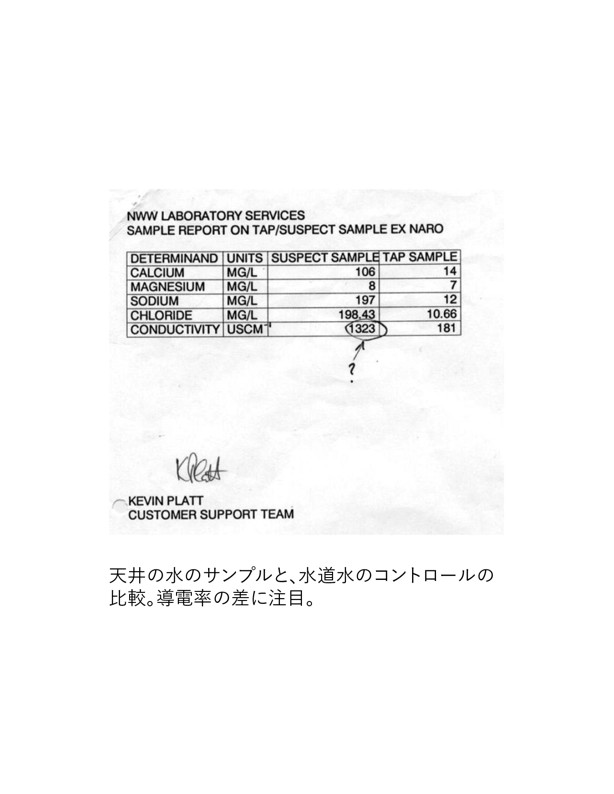 NWW LABORATORY SERVICES
SAMPLE REPORT ON TAP/SUSPECT SAMPLE EX NARO
DETERMINAND UNITS SUSPECT SAMPLE TAP SAMPLE
CALCIUM MG/L 106 14
MAGNESIUM MG/L 8 7
SODIUM MG/L 197 12
CHLORIDE MG/L 198.43 10.66
CONDUCTIVITY USCM⁻¹ 1323 181
?
K Platt
KEVIN PLATT
CUSTOMER SUPPORT TEAM
天井の水のサンプルと、水道水のコントロールの
比較。導電率の差に注目。